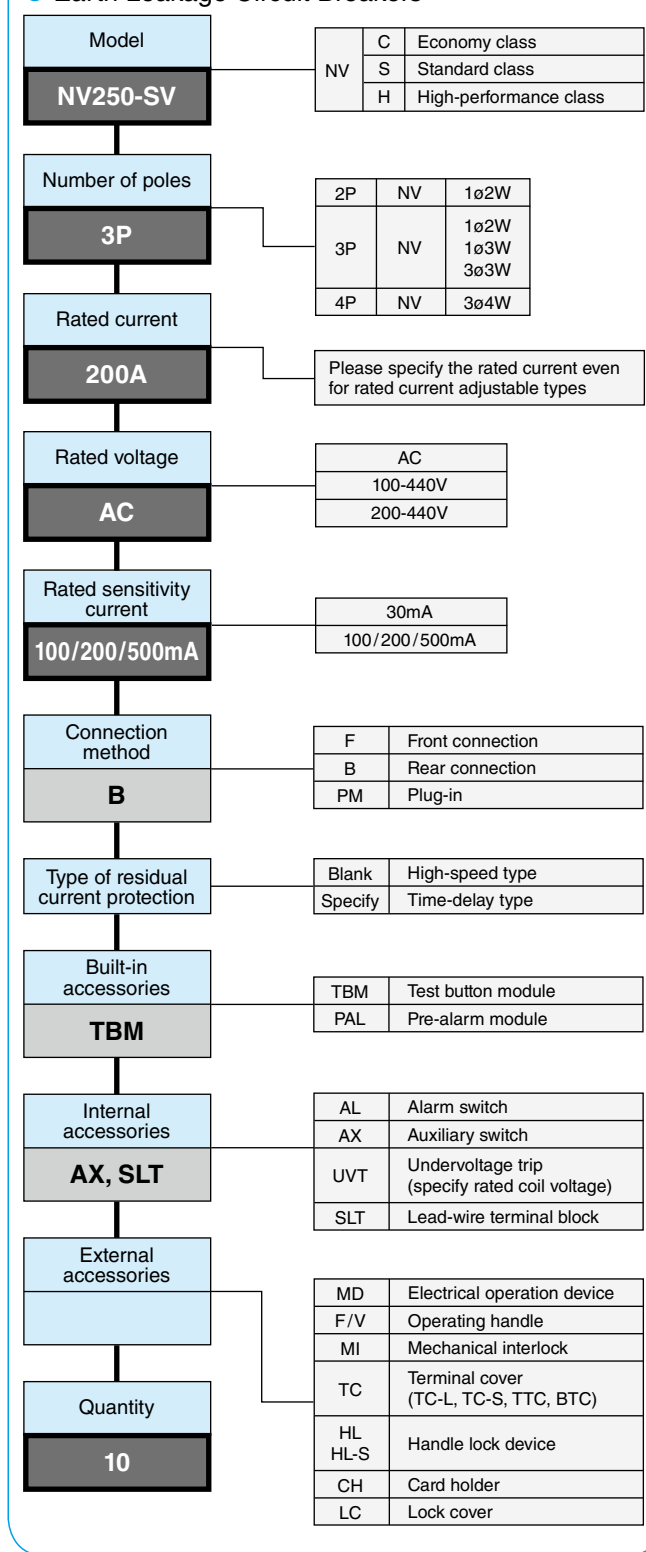 Earth Leakage Circuit Breakers
Model
NV250-SV
NV
C Economy class
S Standard class
H High-performance class
Number of poles
3P
2P NV 1ø2W
3P NV 1ø2W
1ø3W
3ø3W
4P NV 3ø4W
Rated current
200A
Please specify the rated current even
for rated current adjustable types
Rated voltage
AC
AC
100-440V
200-440V
Rated sensitivity
current
100/200/500mA
30mA
100/200/500mA
Connection
method
B
F Front connection
B Rear connection
PM Plug-in
Type of residual
current protection
Blank High-speed type
Specify Time-delay type
Built-in
accessories
TBM
TBM Test button module
PAL Pre-alarm module
Internal
accessories
AX, SLT
AL Alarm switch
AX Auxiliary switch
UVT Undervoltage trip
(specify rated coil voltage)
SLT Lead-wire terminal block
External
accessories
MD Electrical operation device
F/V Operating handle
MI Mechanical interlock
TC Terminal cover
(TC-L, TC-S, TTC, BTC)
HL
HL-S Handle lock device
CH Card holder
LC Lock cover
Quantity
10